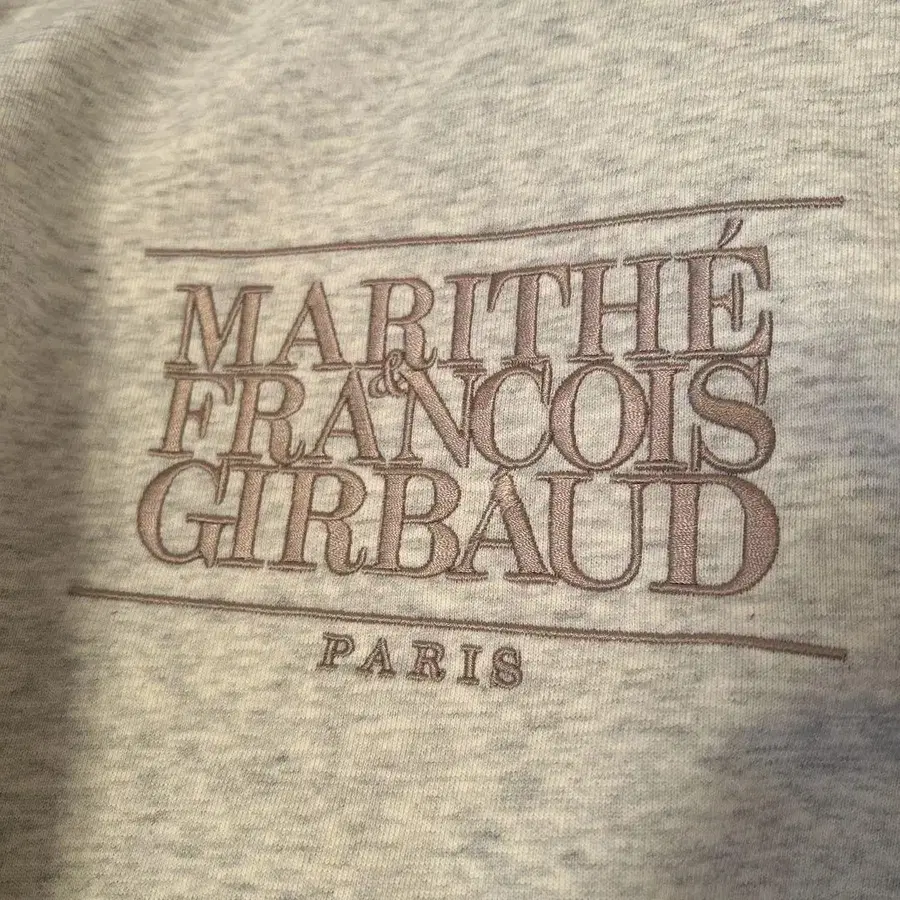 MARITHÉ
& FRANCOIS
GIRBAUD
PARIS